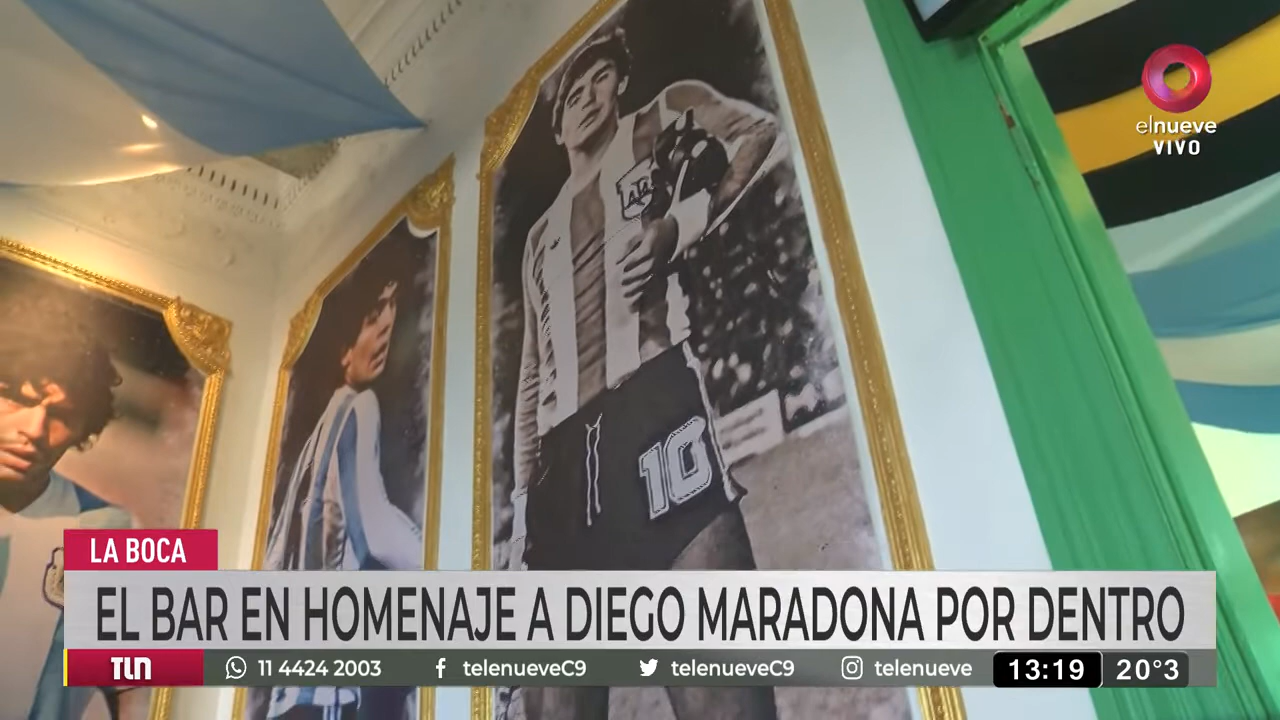 elnueve
VIVO
AFA
10
LA BOCA
EL BAR EN HOMENAJE A DIEGO MARADONA POR DENTRO
TLN
11 4424 2003
telenueveC9
telenueveC9
telenueve
13:19
20°3